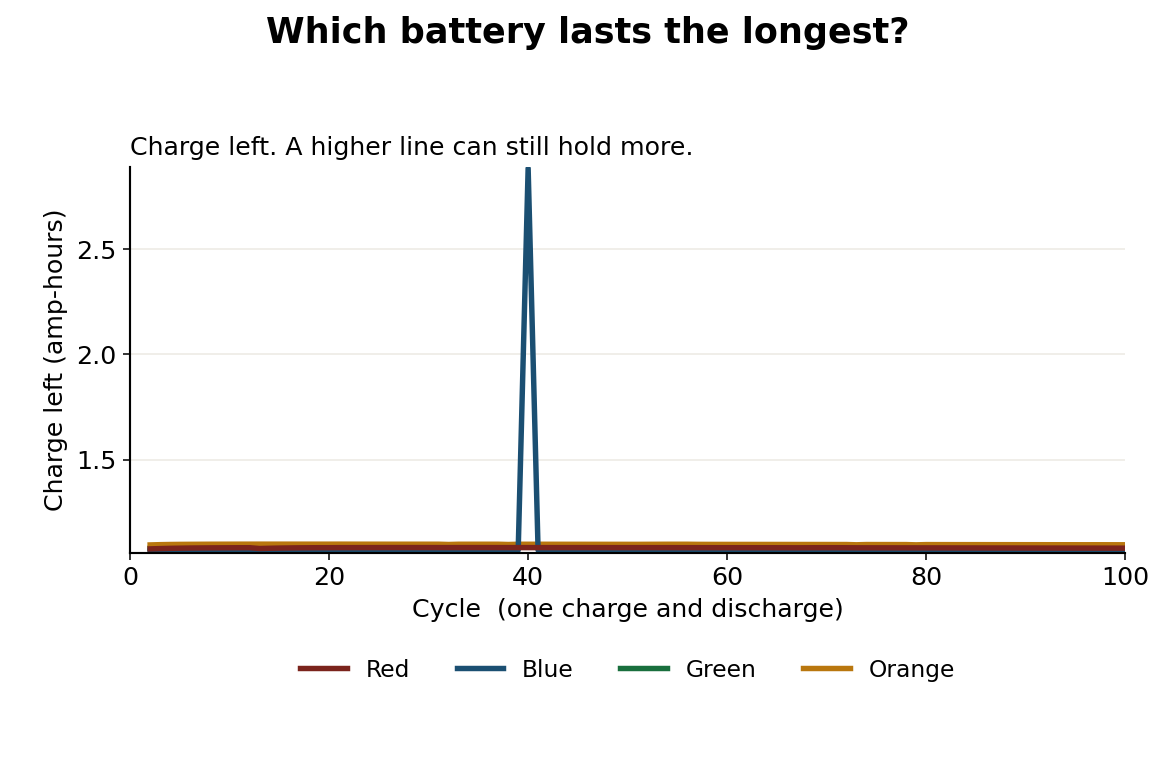 Which battery lasts the longest?
Charge left. A higher line can still hold more.
Charge left (amp-hours)
2.5
2.0
1.5
0 20 40 60 80 100
Cycle  (one charge and discharge)
Red Blue Green Orange